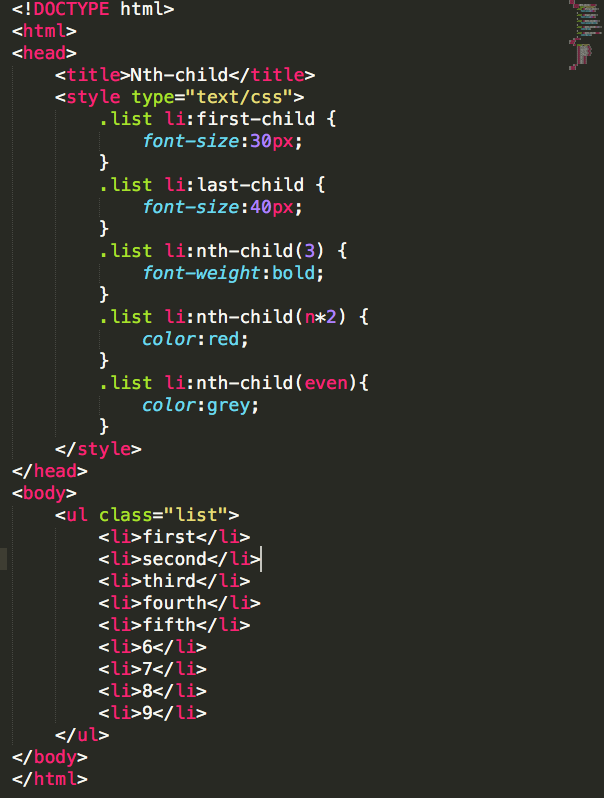 <!DOCTYPE html>
<html>
<head>
    <title>Nth-child</title>
    <style type="text/css">
        .list li:first-child {
            font-size:30px;
        }
        .list li:last-child {
            font-size:40px;
        }
        .list li:nth-child(3) {
            font-weight:bold;
        }
        .list li:nth-child(n*2) {
            color:red;
        }
        .list li:nth-child(even){
            color:grey;
        }
    </style>
</head>
<body>
    <ul class="list">
        <li>first</li>
        <li>second</li>
        <li>third</li>
        <li>fourth</li>
        <li>fifth</li>
        <li>6</li>
        <li>7</li>
        <li>8</li>
        <li>9</li>
    </ul>
</body>
</html>